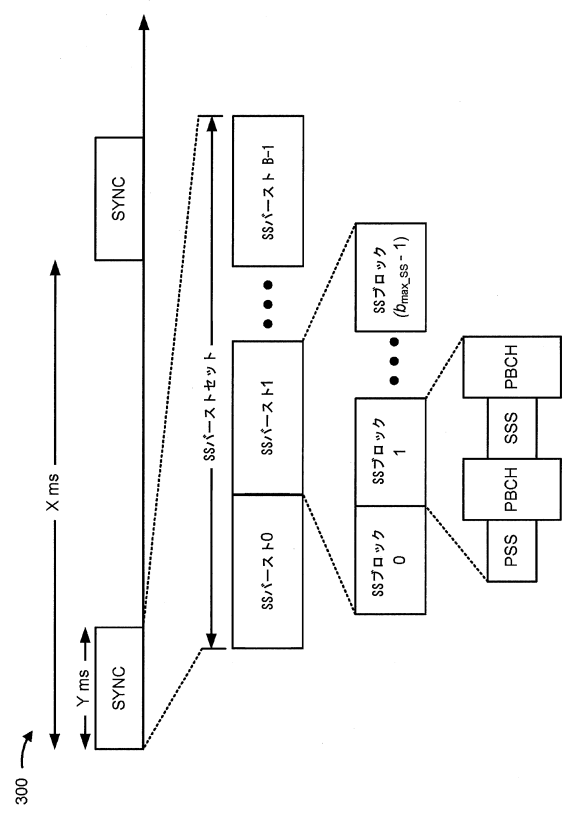 300
X ms
Y ms
SYNC
SYNC
SSバーストセット
SSバースト0
SSバースト1
SSバースト B-1
SSブロック
0
SSブロック
1
SSブロック
(bmax_SS - 1)
PSS
PBCH
SSS
PBCH